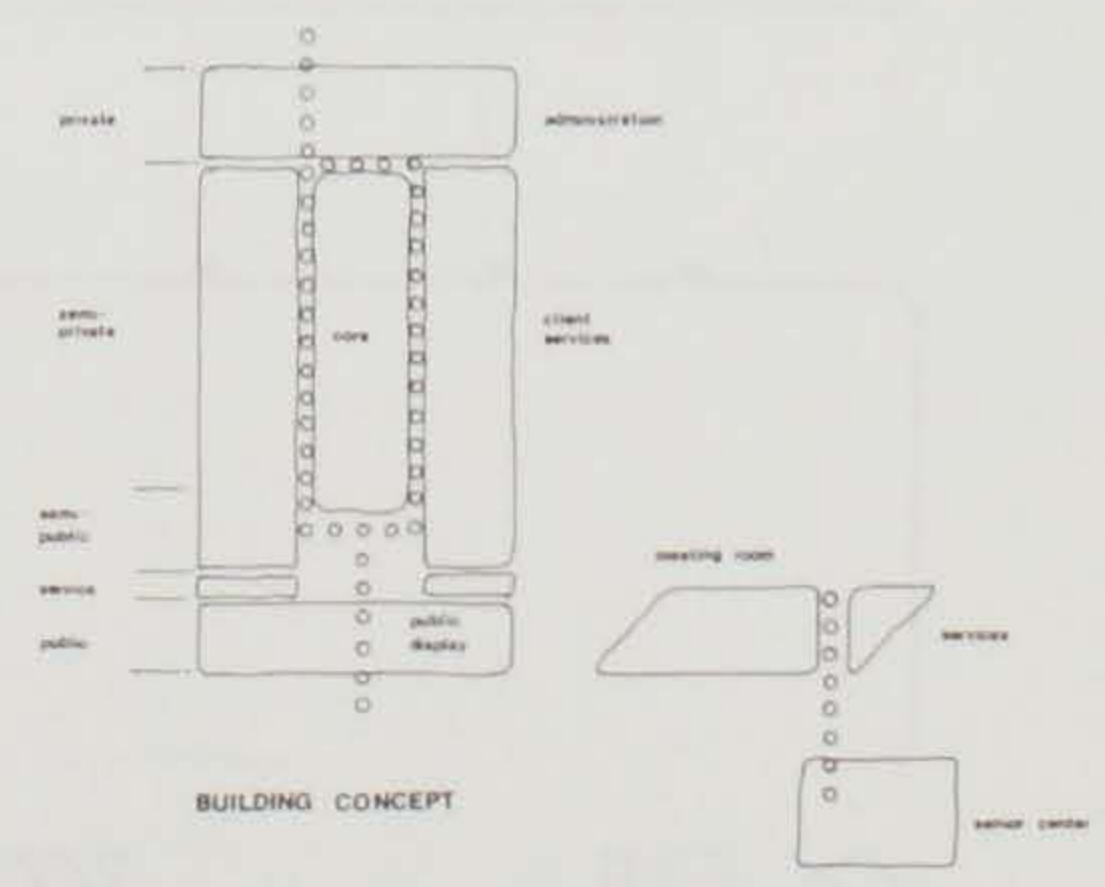 private
administration
semi-
private
client
services
core
semi-
public
meeting room
service
public
display
public
services
BUILDING CONCEPT
senior center